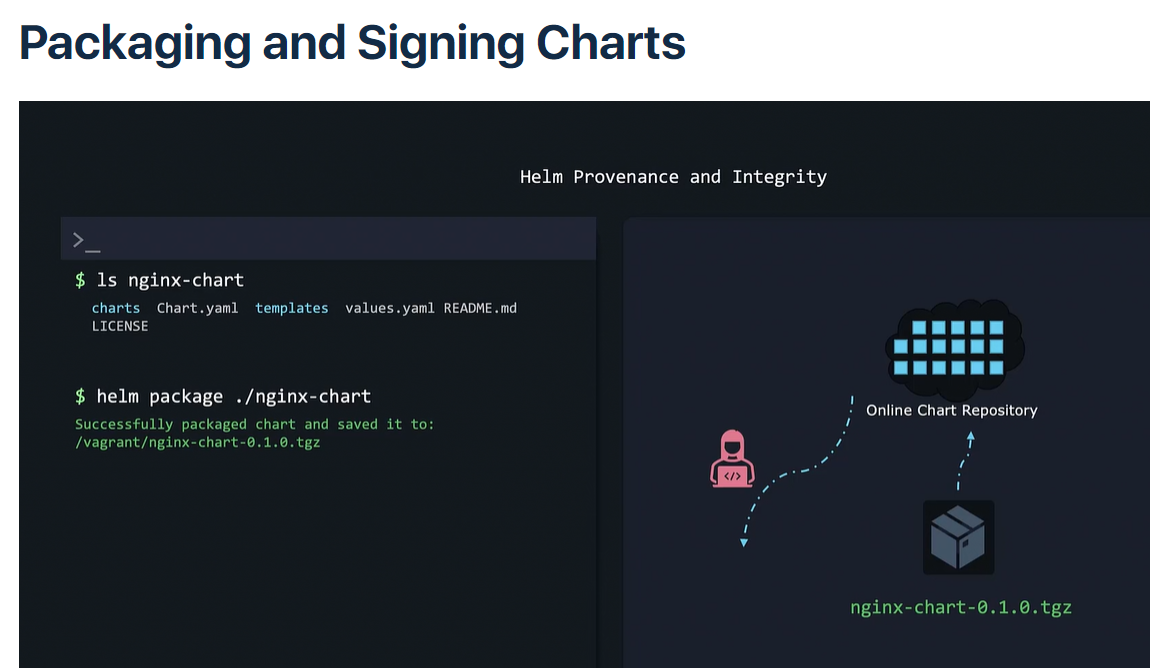 Packaging and Signing Charts
Helm Provenance and Integrity
>_
$ ls nginx-chart
charts Chart.yaml templates values.yaml README.md
LICENSE
$ helm package ./nginx-chart
Successfully packaged chart and saved it to:
/vagrant/nginx-chart-0.1.0.tgz
Online Chart Repository
</>
nginx-chart-0.1.0.tgz